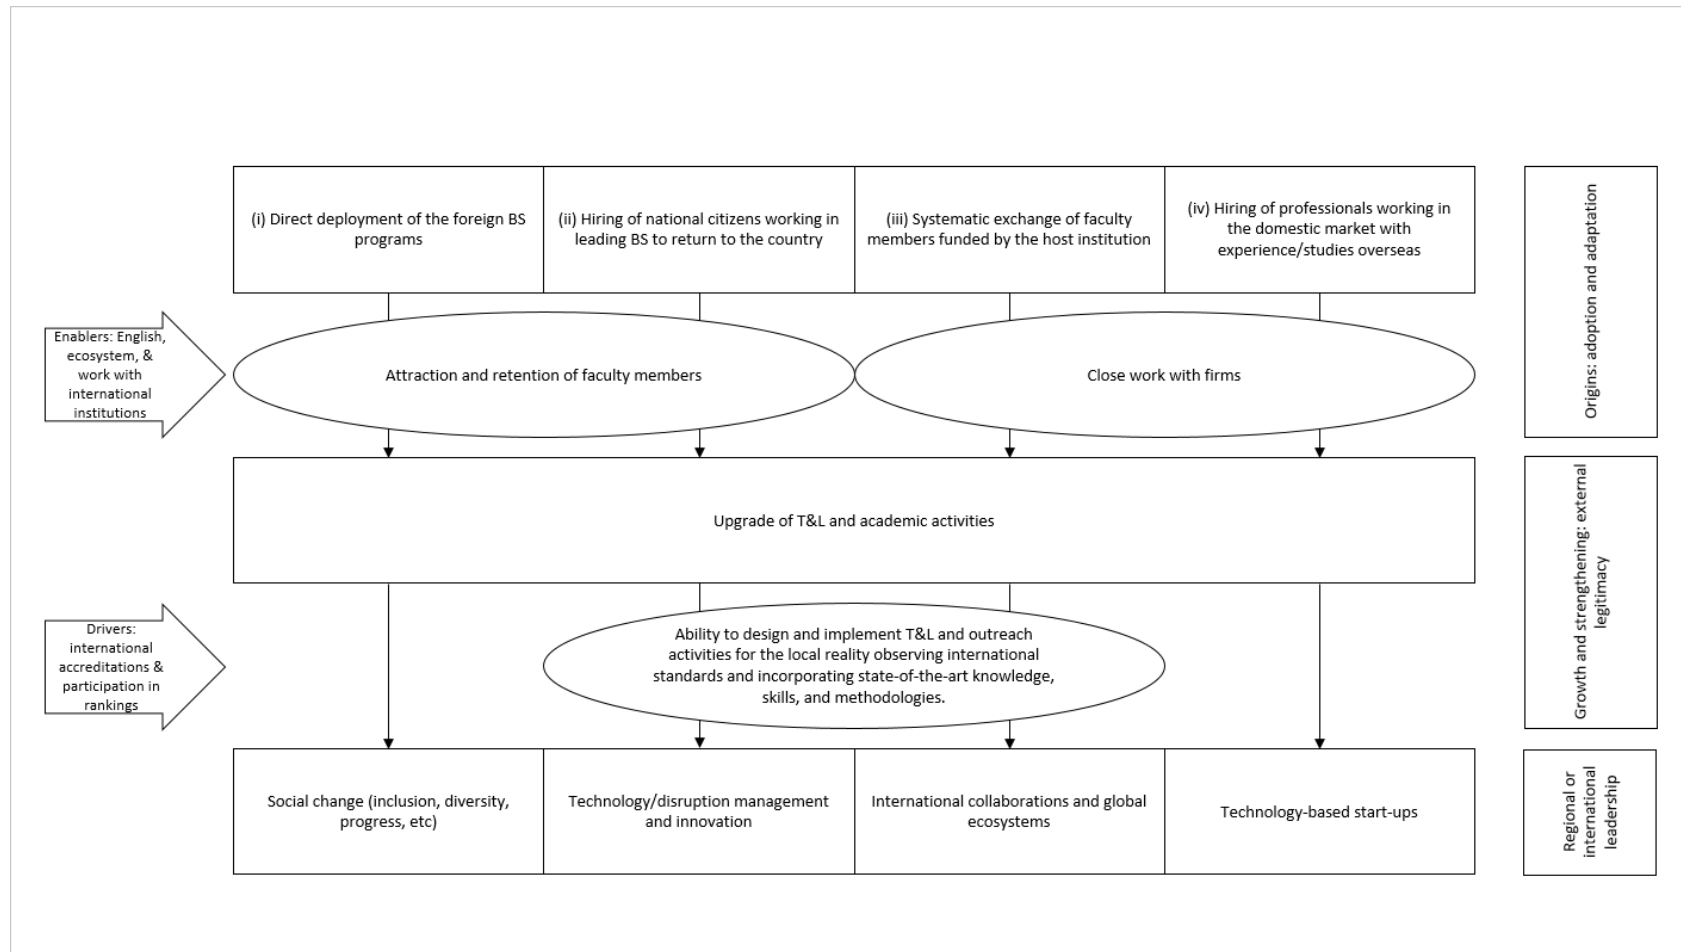 (i) Direct deployment of the foreign BS
programs
(ii) Hiring of national citizens working in
leading BS to return to the country
(iii) Systematic exchange of faculty
members funded by the host institution
(iv) Hiring of professionals working in
the domestic market with
experience/studies overseas
Origins: adoption and adaptation
Enablers: English,
ecosystem, &
work with
international
institutions
Attraction and retention of faculty members
Close work with firms
Upgrade of T&L and academic activities
Growth and strengthening: external
legitimacy
Drivers:
international
accreditations &
participation in
rankings
Ability to design and implement T&L and outreach
activities for the local reality observing international
standards and incorporating state-of-the-art knowledge,
skills, and methodologies.
Social change (inclusion, diversity,
progress, etc)
Technology/disruption management
and innovation
International collaborations and global
ecosystems
Technology-based start-ups
Regional or
international
leadership